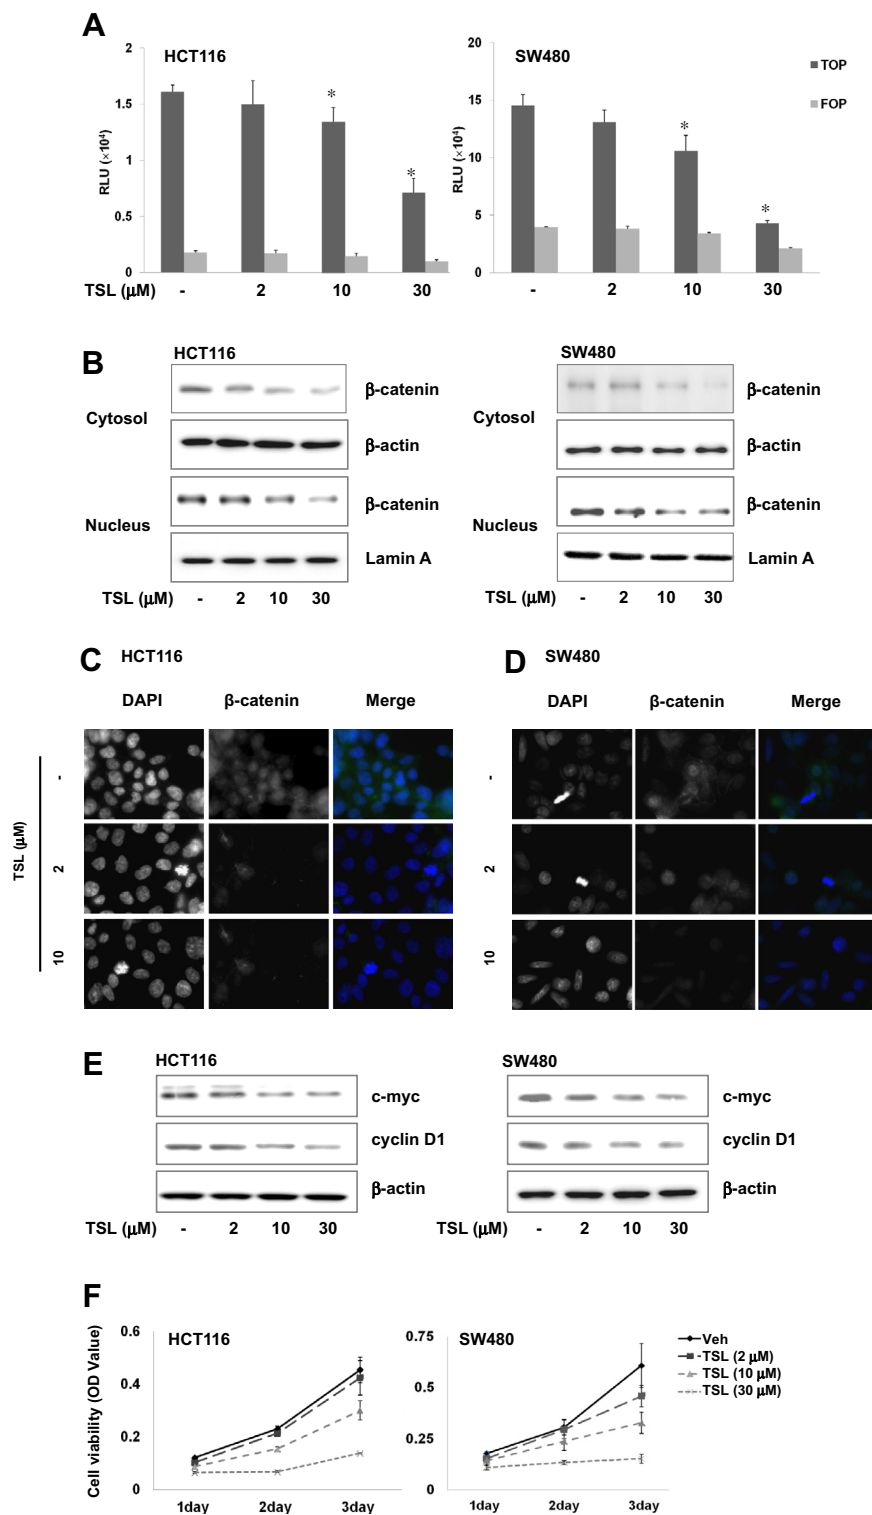 A
HCT116
SW480
TOP
FOP
RLU (×10⁴)
2
1.5
1
0.5
0
RLU (×10⁴)
20
15
10
5
0
*
*
*
*
TSL (μM) - 2 10 30
- 2 10 30
B
HCT116
SW480
Cytosol
β-catenin
β-actin
Nucleus
β-catenin
Lamin A
TSL (μM) - 2 10 30
Cytosol
β-catenin
β-actin
Nucleus
β-catenin
Lamin A
TSL (μM) - 2 10 30
C HCT116
DAPI β-catenin Merge
TSL (μM)
-
2
10
D SW480
DAPI β-catenin Merge
-
2
10
E
HCT116
c-myc
cyclin D1
β-actin
TSL (μM) - 2 10 30
SW480
c-myc
cyclin D1
β-actin
TSL (μM) - 2 10 30
F
Cell viability (OD Value)
HCT116
0.6
0.4
0.2
0
1day 2day 3day
SW480
0.75
0.5
0.25
0
1day 2day 3day
Veh
TSL (2 μM)
TSL (10 μM)
TSL (30 μM)